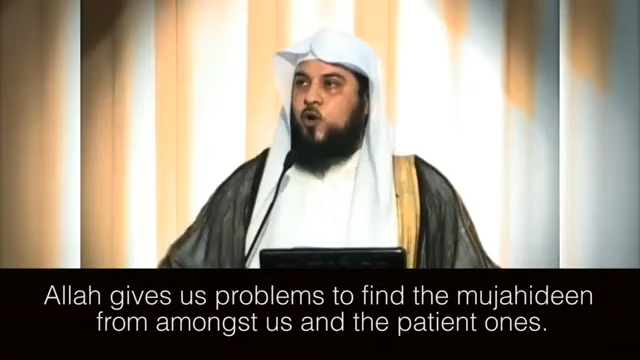 Allah gives us problems to find the mujahideen
from amongst us and the patient ones.